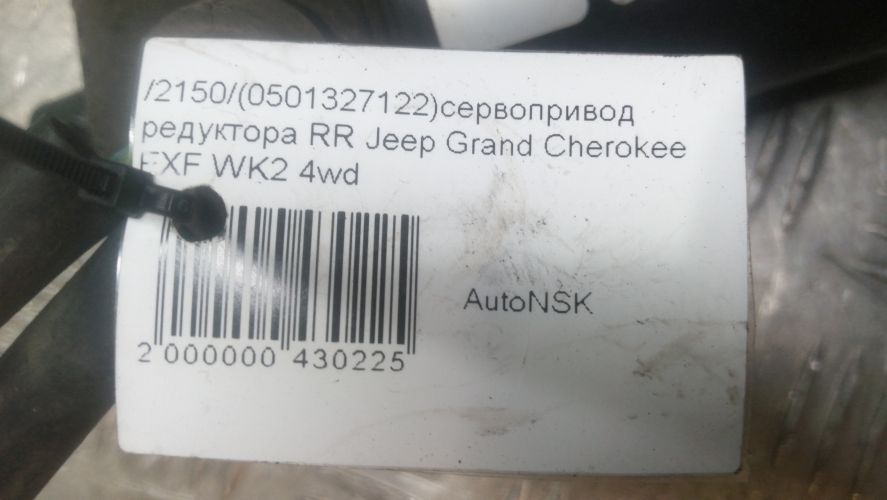 /2150/(0501327122)сервопривод
редуктора RR Jeep Grand Cherokee
EXF WK2 4wd
AutoNSK
2 000000 430225